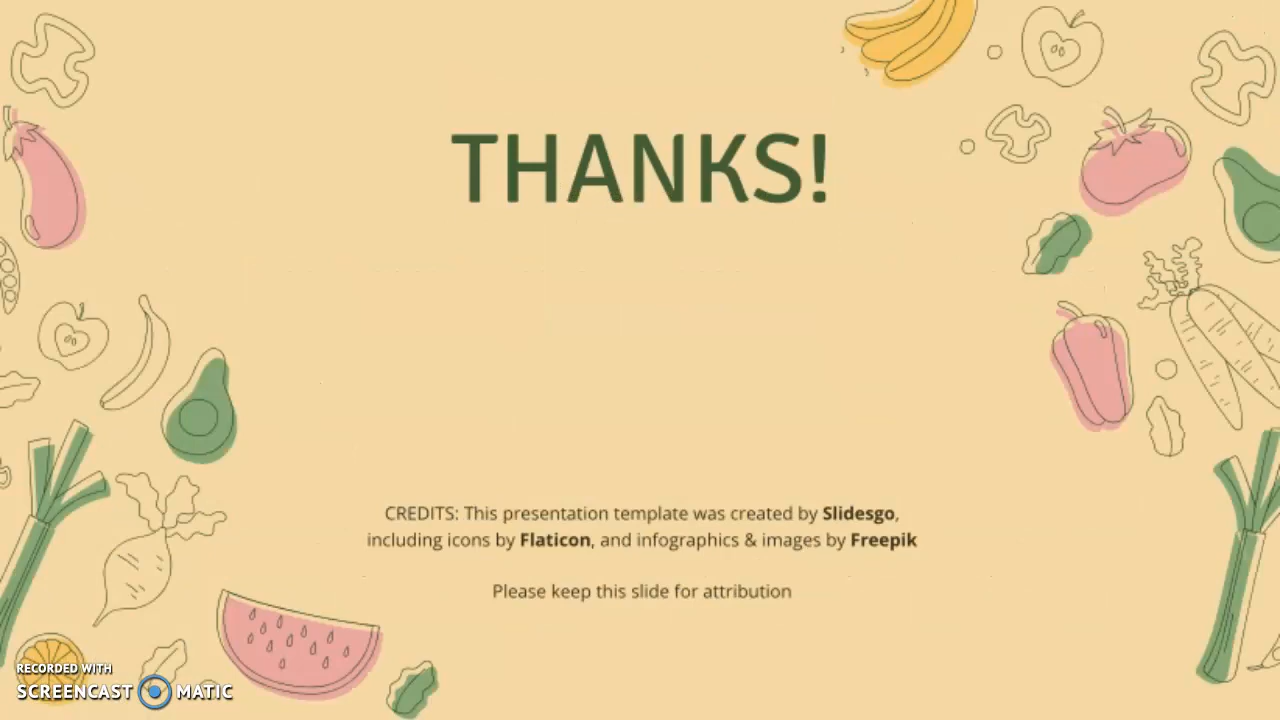 THANKS!
CREDITS: This presentation template was created by Slidesgo,
including icons by Flaticon, and infographics & images by Freepik
Please keep this slide for attribution
RECORDED WITH
SCREENCAST MATIC